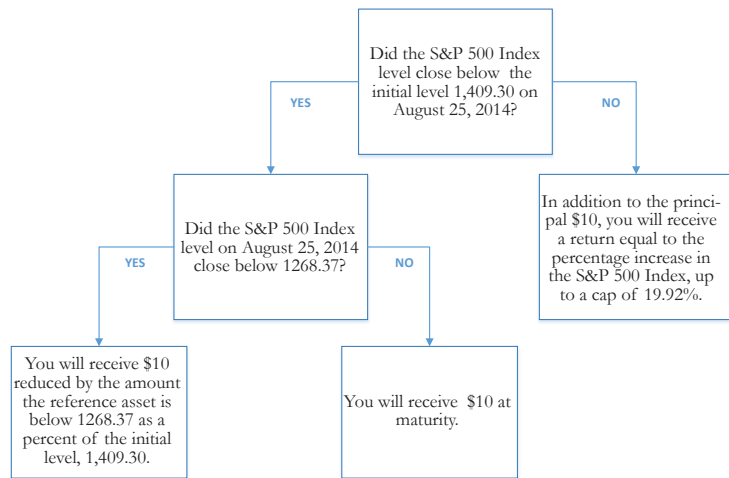 Did the S&P 500 Index
level close below the
initial level 1,409.30 on
August 25, 2014?
YES
NO
Did the S&P 500 Index
level on August 25, 2014
close below 1268.37?
In addition to the princi-
pal $10, you will receive
a return equal to the
percentage increase in
the S&P 500 Index, up
to a cap of 19.92%.
YES
NO
You will receive $10
reduced by the amount
the reference asset is
below 1268.37 as a
percent of the initial
level, 1,409.30.
You will receive $10 at
maturity.